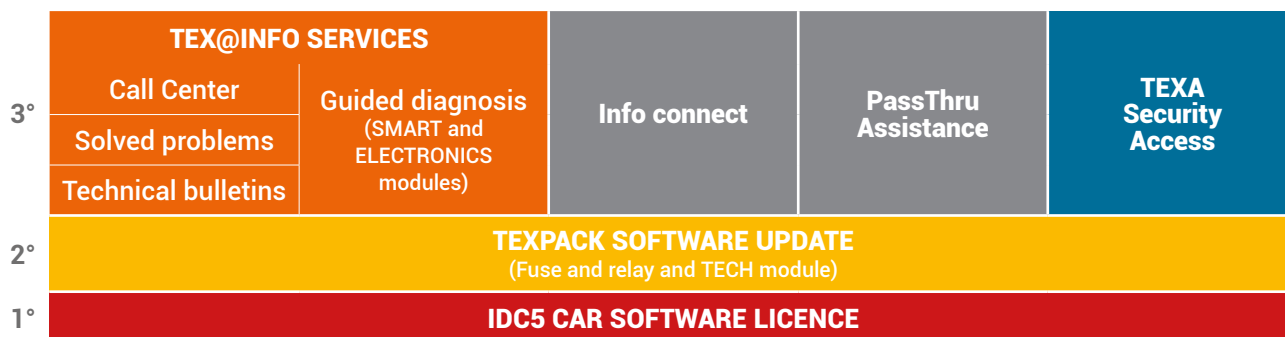 TEX@INFO SERVICES
3°
Call Center
Solved problems
Technical bulletins
Guided diagnosis
(SMART and
ELECTRONICS
modules)
Info connect
PassThru
Assistance
TEXA
Security
Access
2°
TEXPACK SOFTWARE UPDATE
(Fuse and relay and TECH module)
1°
IDC5 CAR SOFTWARE LICENCE